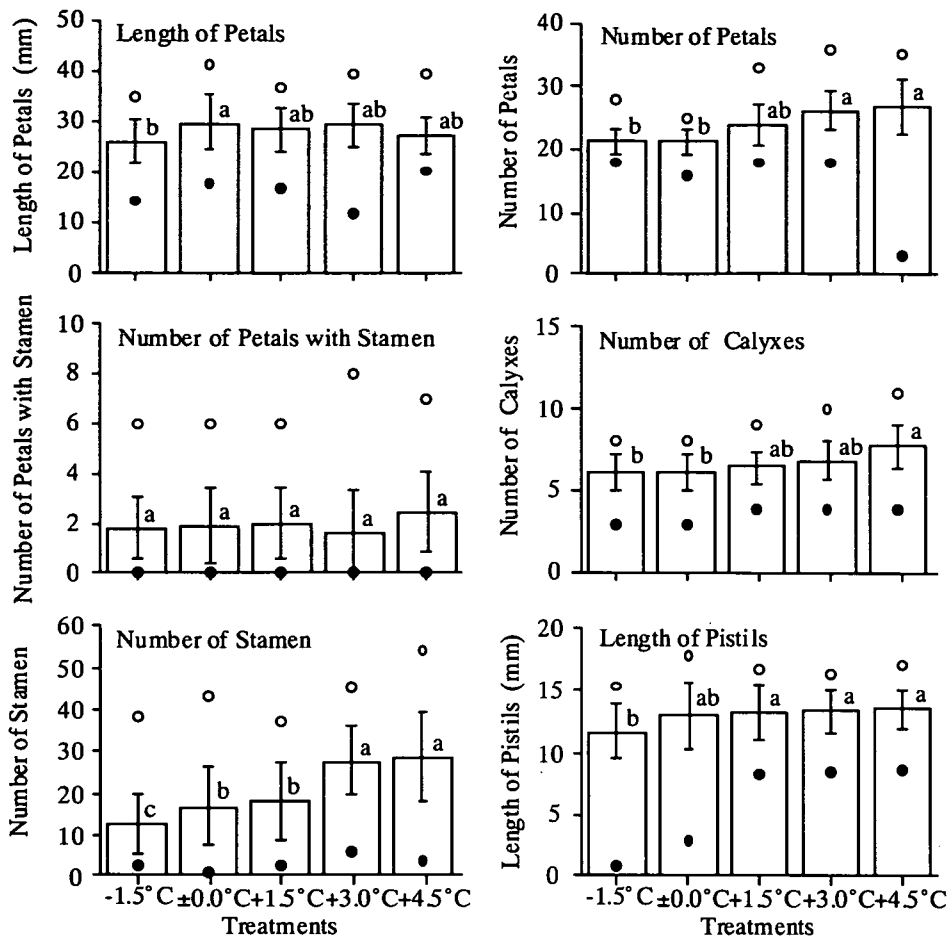 Length of Petals
Length of Petals (mm)
50
40
30
20
10
0
b
a
ab
ab
ab
Number of Petals
Number of Petals
40
30
20
10
0
b
b
ab
a
a
Number of Petals with Stamen
Number of Petals with Stamen
10
8
6
4
2
0
a
a
a
a
a
Number of Calyxes
Number of Calyxes
15
10
5
0
b
b
ab
ab
a
Number of Stamen
Number of Stamen
60
50
40
30
20
10
0
c
b
b
a
a
-1.5°C ±0.0°C+1.5°C+3.0°C+4.5°C
Treatments
Length of Pistils
Length of Pistils (mm)
20
15
10
5
0
b
ab
a
a
a
-1.5°C ±0.0°C+1.5°C+3.0°C+4.5°C
Treatments